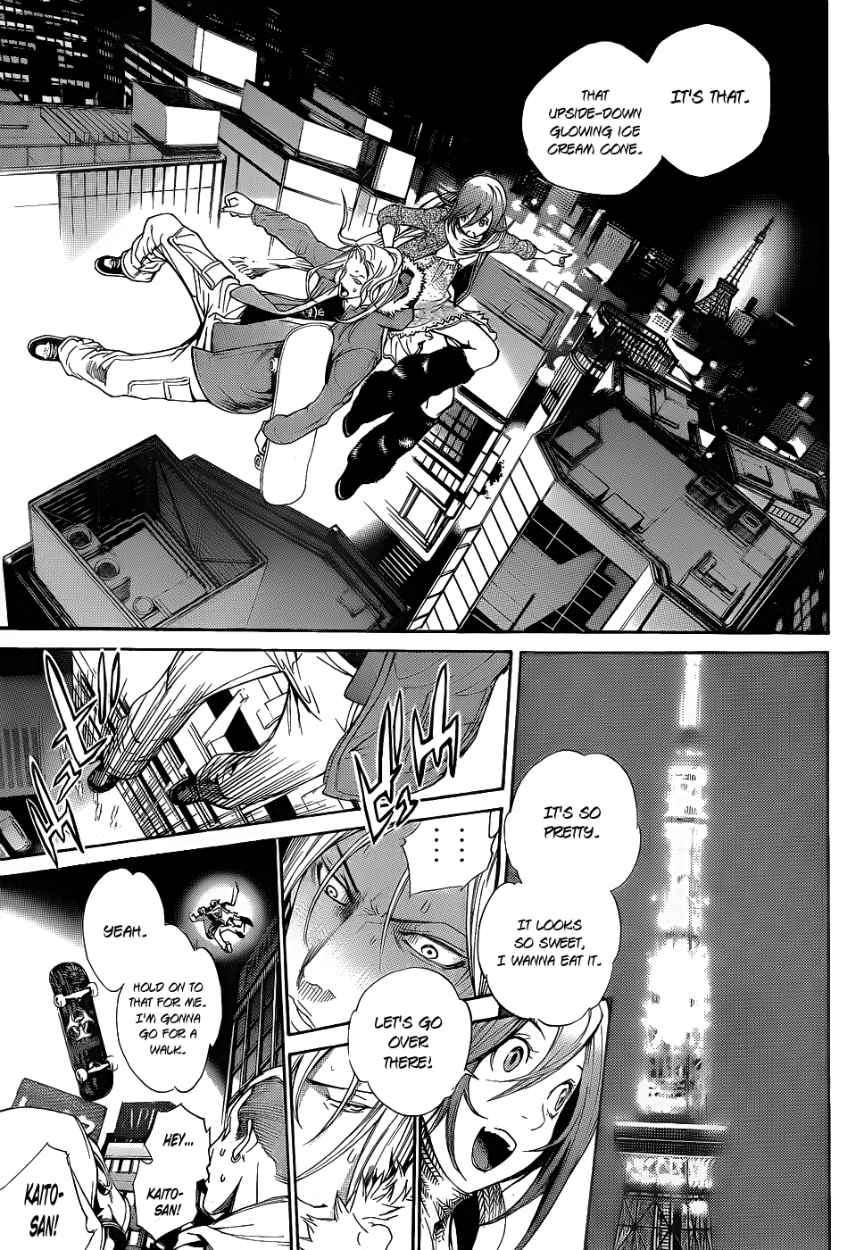 IT'S THAT.
THAT
UPSIDE-DOWN
GLOWING ICE
CREAM CONE.
IT'S SO
PRETTY.
IT LOOKS
SO SWEET,
I WANNA EAT IT.
LET'S GO
OVER
THERE!
YEAH.
HOLD ON TO
THAT FOR ME.
I'M GONNA
GO FOR A
WALK.
HEY...
KAITO-
SAN!
KAITO-
SAN!